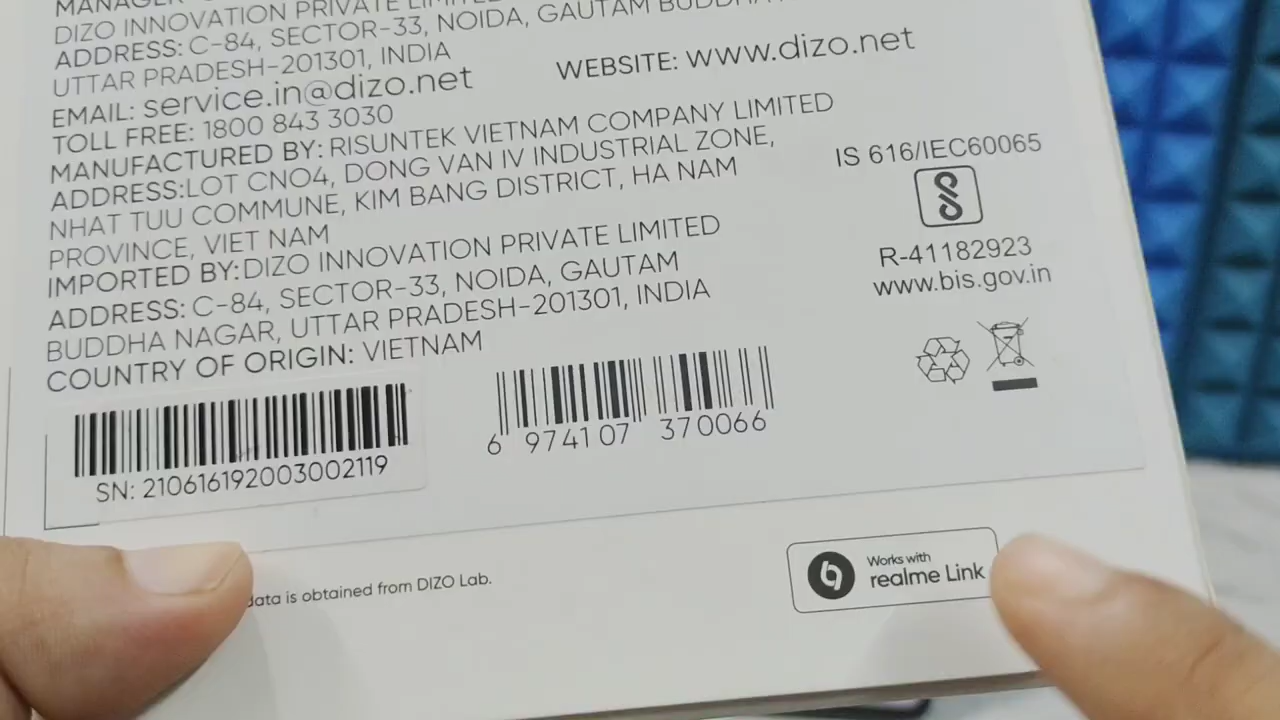 MANAGER
DIZO INNOVATION PRIVATE
ADDRESS: C-84, SECTOR-33, NOIDA, GAUTAM
UTTAR PRADESH-201301, INDIA
EMAIL: service.in@dizo.net
WEBSITE: www.dizo.net
TOLL FREE: 1800 843 3030
MANUFACTURED BY: RISUNTEK VIETNAM COMPANY LIMITED
ADDRESS:LOT CNO4, DONG VAN IV INDUSTRIAL ZONE,
NHAT TUU COMMUNE, KIM BANG DISTRICT, HA NAM
PROVINCE, VIET NAM
IMPORTED BY: DIZO INNOVATION PRIVATE LIMITED
ADDRESS: C-84, SECTOR-33, NOIDA, GAUTAM
BUDDHA NAGAR, UTTAR PRADESH-201301, INDIA
COUNTRY OF ORIGIN: VIETNAM
SN: 210616192003002119
6 974107 370066
IS 616/IEC60065
R-41182923
www.bis.gov.in
data is obtained from DIZO Lab.
Works with
realme Link